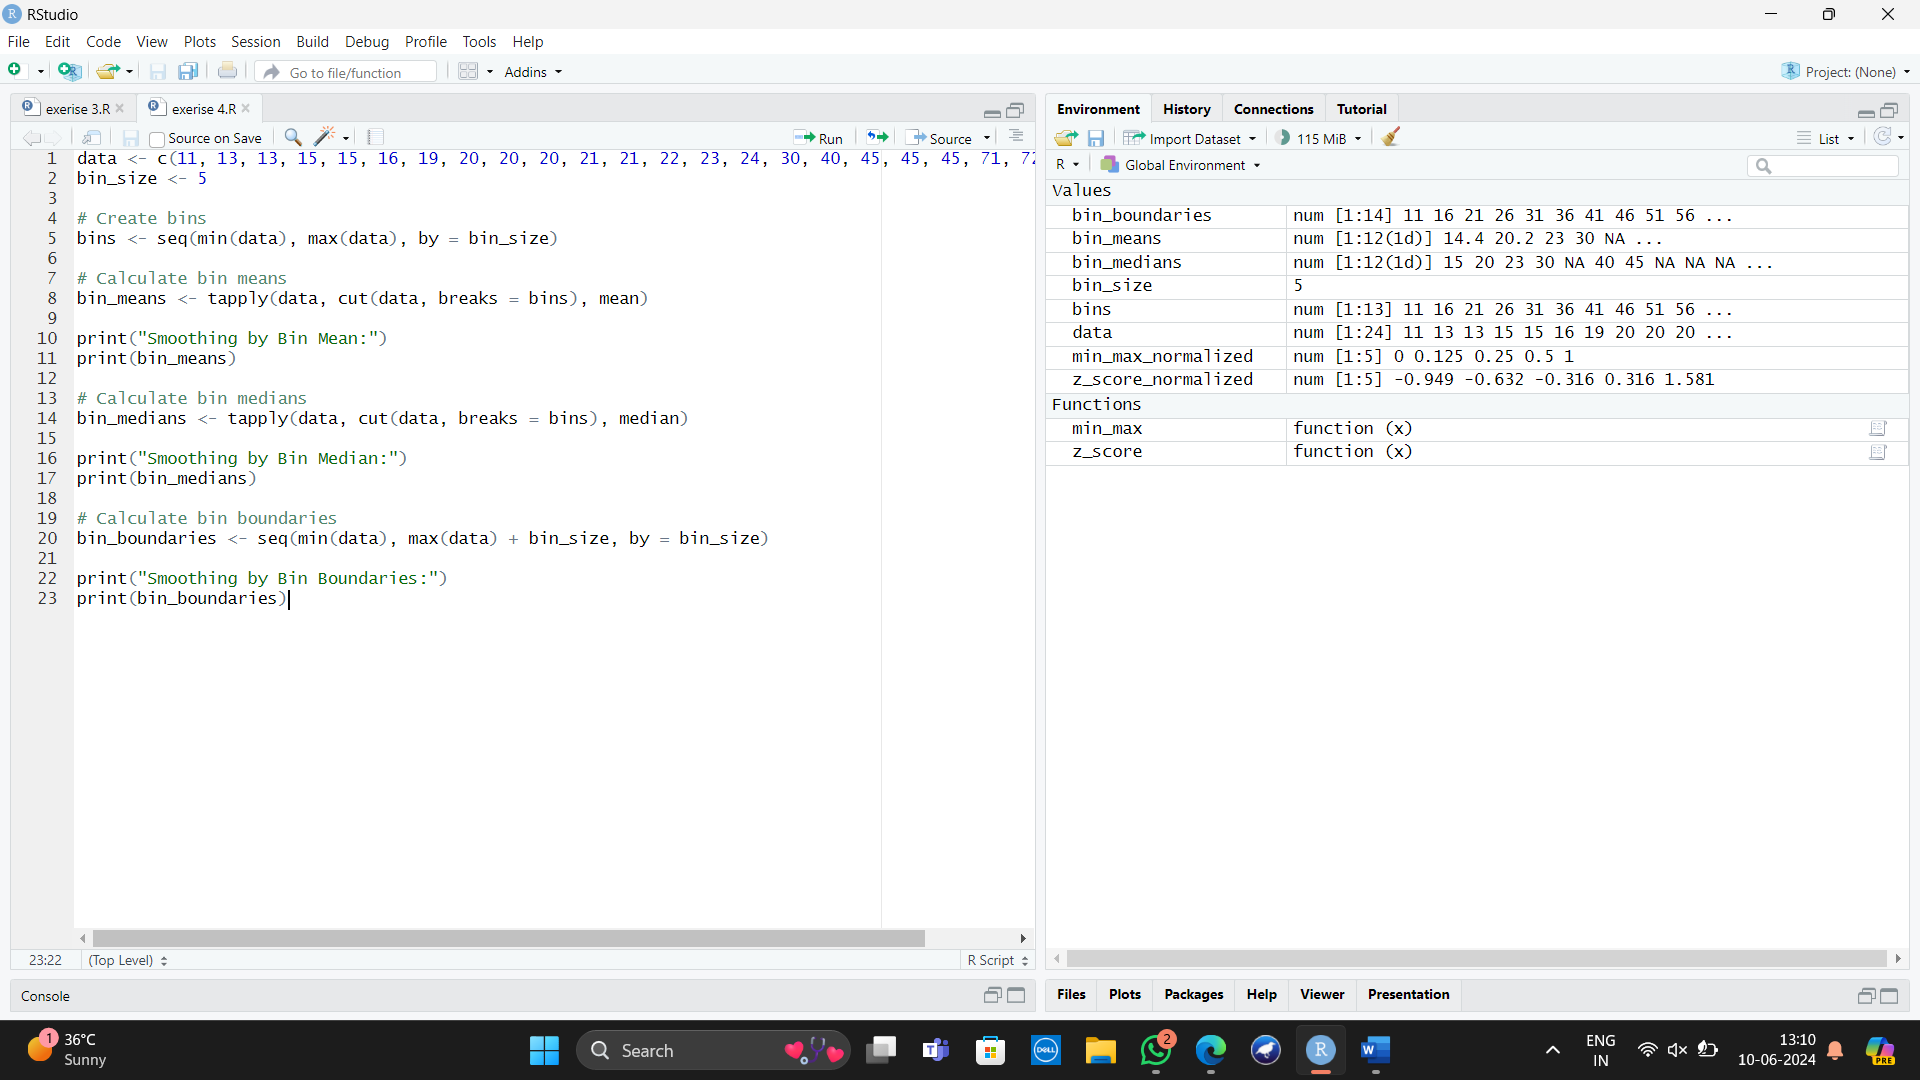 RStudio
File Edit Code View Plots Session Build Debug Profile Tools Help
Go to file/function Addins Project: (None)
exerise 3.R exerise 4.R
Source on Save Run Source
1 data <- c(11, 13, 13, 15, 15, 16, 19, 20, 20, 20, 21, 21, 22, 23, 24, 30, 40, 45, 45, 45, 71, 72
2 bin_size <- 5
3
4 # Create bins
5 bins <- seq(min(data), max(data), by = bin_size)
6
7 # Calculate bin means
8 bin_means <- tapply(data, cut(data, breaks = bins), mean)
9
10 print("Smoothing by Bin Mean:")
11 print(bin_means)
12
13 # Calculate bin medians
14 bin_medians <- tapply(data, cut(data, breaks = bins), median)
15
16 print("Smoothing by Bin Median:")
17 print(bin_medians)
18
19 # Calculate bin boundaries
20 bin_boundaries <- seq(min(data), max(data) + bin_size, by = bin_size)
21
22 print("Smoothing by Bin Boundaries:")
23 print(bin_boundaries)
23:22 (Top Level) R Script
Console
Environment History Connections Tutorial
Import Dataset 115 MiB List
R Global Environment
Values
bin_boundaries num [1:14] 11 16 21 26 31 36 41 46 51 56 ...
bin_means num [1:12(1d)] 14.4 20.2 23 30 NA ...
bin_medians num [1:12(1d)] 15 20 23 30 NA 40 45 NA NA NA ...
bin_size 5
bins num [1:13] 11 16 21 26 31 36 41 46 51 56 ...
data num [1:24] 11 13 13 15 15 16 19 20 20 20 ...
min_max_normalized num [1:5] 0 0.125 0.25 0.5 1
z_score_normalized num [1:5] -0.949 -0.632 -0.316 0.316 1.581
Functions
min_max function (x)
z_score function (x)
Files Plots Packages Help Viewer Presentation
1 36°C
Sunny
Search
DELL
2
R
W
ENG
IN
13:10
10-06-2024
PRE